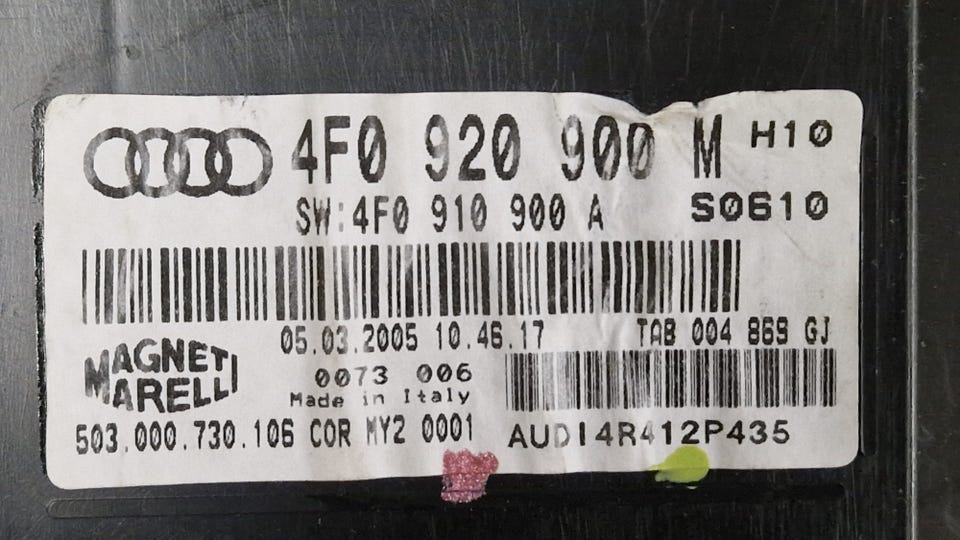 4F0 920 900 M H10
SW:4F0 910 900 A S0610
05.03.2005 10.46.17 TAB 004 869 GJ
MAGNETI
MARELLI
0073 006
Made in Italy
503.000.730.106 COR MY2 0001
AUDI4R412P435